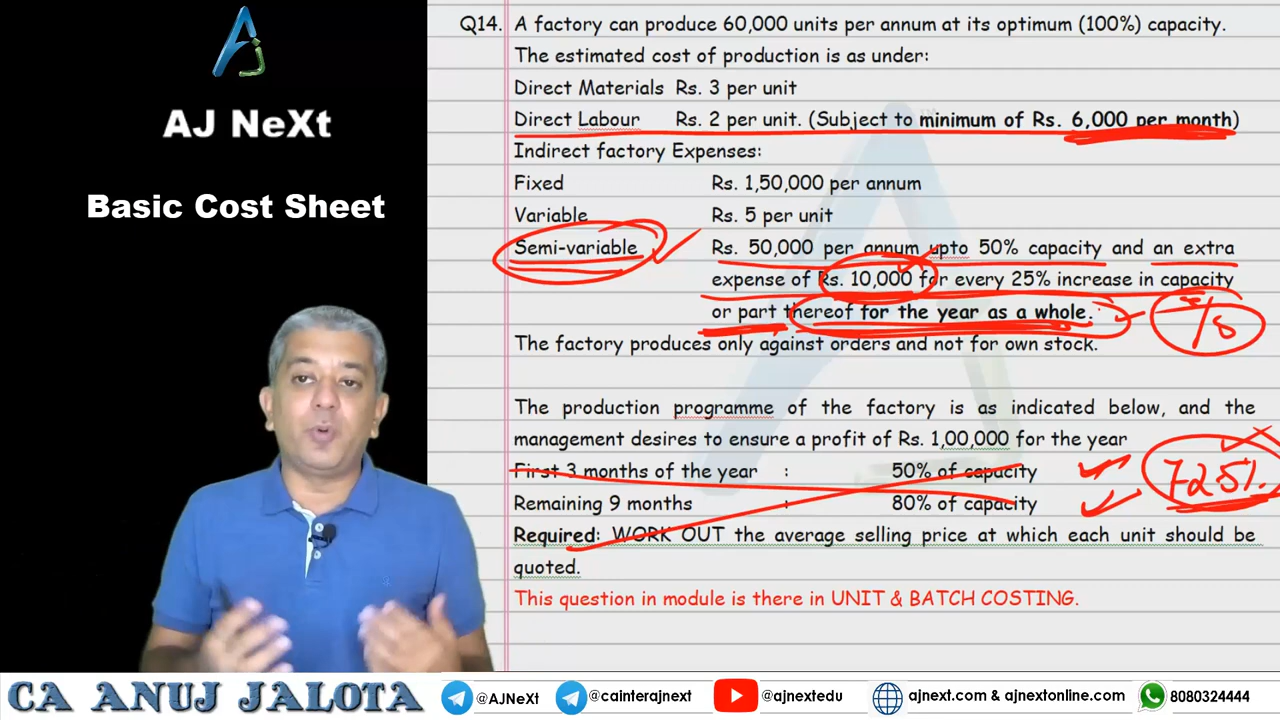 AJ NeXt
Basic Cost Sheet
Q14. A factory can produce 60,000 units per annum at its optimum (100%) capacity.
The estimated cost of production is as under:
Direct Materials Rs. 3 per unit
Direct Labour Rs. 2 per unit. (Subject to minimum of Rs. 6,000 per month)
Indirect factory Expenses:
Fixed Rs. 1,50,000 per annum
Variable Rs. 5 per unit
Semi-variable Rs. 50,000 per annum upto 50% capacity and an extra
expense of Rs. 10,000 for every 25% increase in capacity
or part thereof for the year as a whole.
The factory produces only against orders and not for own stock.
The production programme of the factory is as indicated below, and the
management desires to ensure a profit of Rs. 1,00,000 for the year
First 3 months of the year : 50% of capacity
Remaining 9 months : 80% of capacity
72.5%.
Required: WORK OUT the average selling price at which each unit should be
quoted.
This question in module is there in UNIT & BATCH COSTING.
CA ANUJ JALOTA
@AJNeXt
@cainterajnext
@ajnextedu
ajnext.com & ajnextonline.com
8080324444